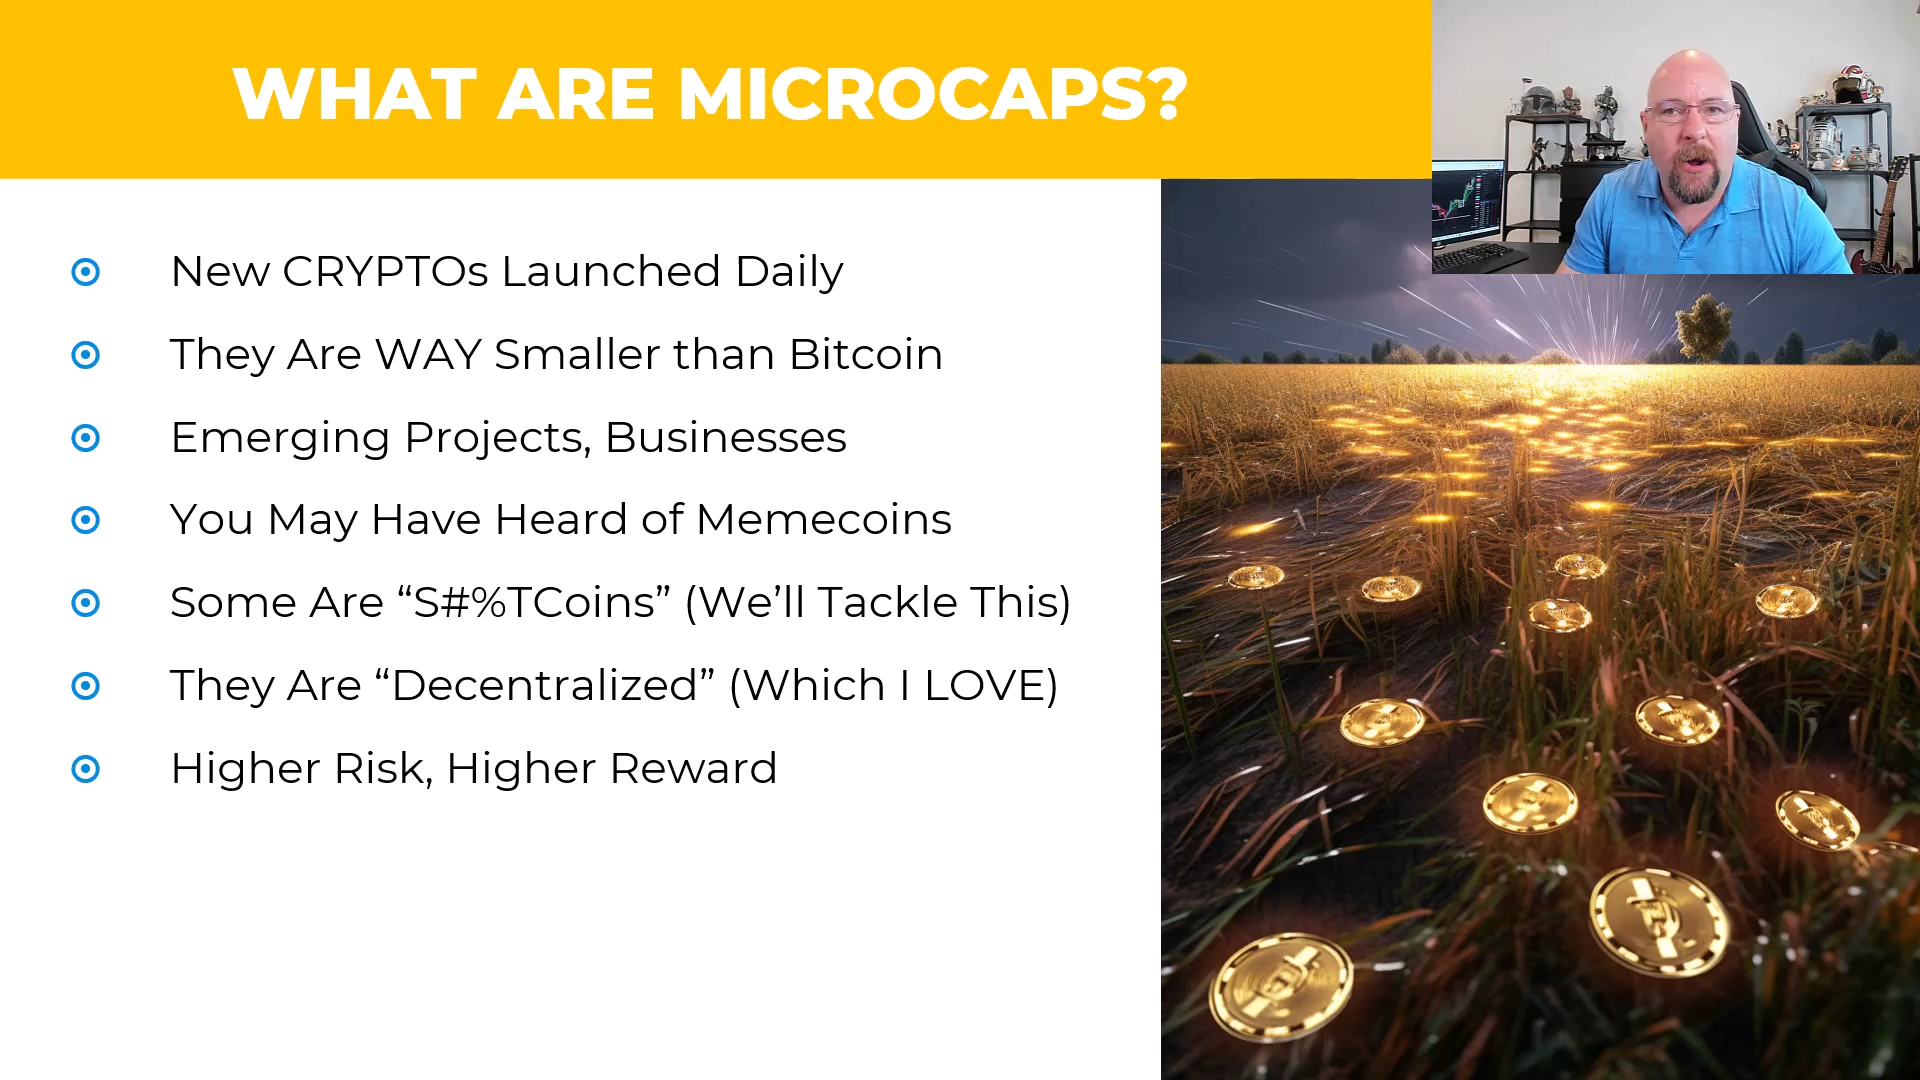 WHAT ARE MICROCAPS?
New CRYPTOs Launched Daily
They Are WAY Smaller than Bitcoin
Emerging Projects, Businesses
You May Have Heard of Memecoins
Some Are “S#%TCoins” (We’ll Tackle This)
They Are “Decentralized” (Which I LOVE)
Higher Risk, Higher Reward